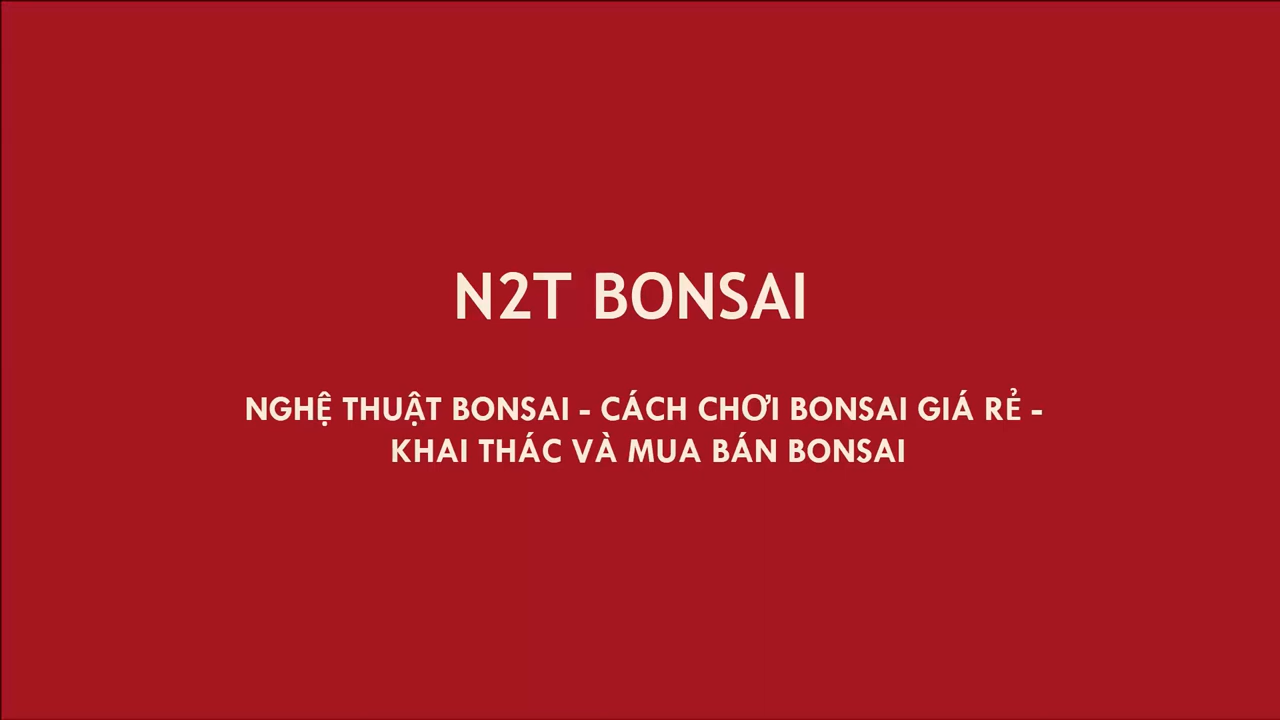 N2T BONSAI
NGHỆ THUẬT BONSAI - CÁCH CHƠI BONSAI GIÁ RẺ -
KHAI THÁC VÀ MUA BÁN BONSAI